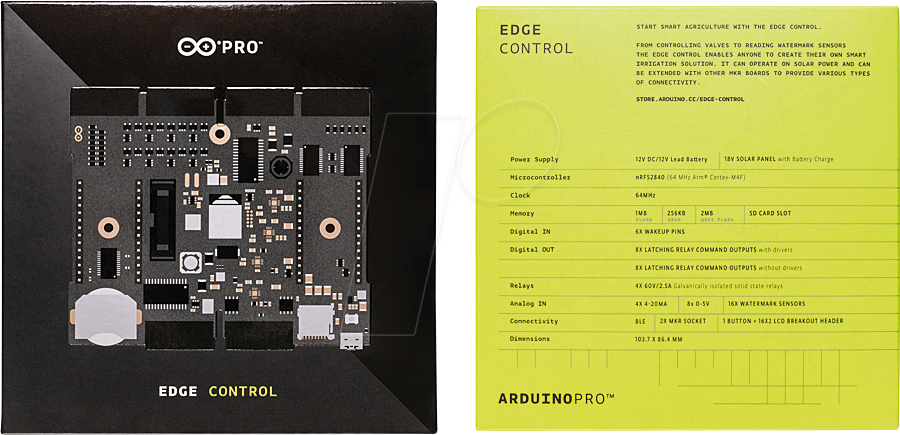 PRO™
EDGE CONTROL
EDGE
CONTROL
START SMART AGRICULTURE WITH THE EDGE CONTROL.
FROM CONTROLLING VALVES TO READING WATERMARK SENSORS
THE EDGE CONTROL ENABLES ANYONE TO CREATE THEIR OWN SMART
IRRIGATION SOLUTION. IT CAN OPERATE ON SOLAR POWER AND CAN
BE EXTENDED WITH OTHER MKR BOARDS TO PROVIDE VARIOUS TYPES
OF CONNECTIVITY.
STORE.ARDUINO.CC/EDGE-CONTROL
Power Supply 12V DC/12V Lead Battery 18V SOLAR PANEL with Battery Charge
Microcontroller nRF52840 (64 MHz Arm® Cortex-M4F)
Clock 64MHz
Memory 1MB FLASH 256KB SRAM 2MB QSPI FLASH SD CARD SLOT
Digital IN 6X WAKEUP PINS
Digital OUT 8X LATCHING RELAY COMMAND OUTPUTS with drivers
8X LATCHING RELAY COMMAND OUTPUTS without drivers
Relays 4X 60V/2.5A Galvanically isolated solid state relays
Analog IN 4X 4-20MA 8x 0-5V 16X WATERMARK SENSORS
Connectivity BLE 2X MKR SOCKET 1 BUTTON + 16X2 LCD BREAKOUT HEADER
Dimensions 103.7 X 86.4 MM
ARDUINOPRO™